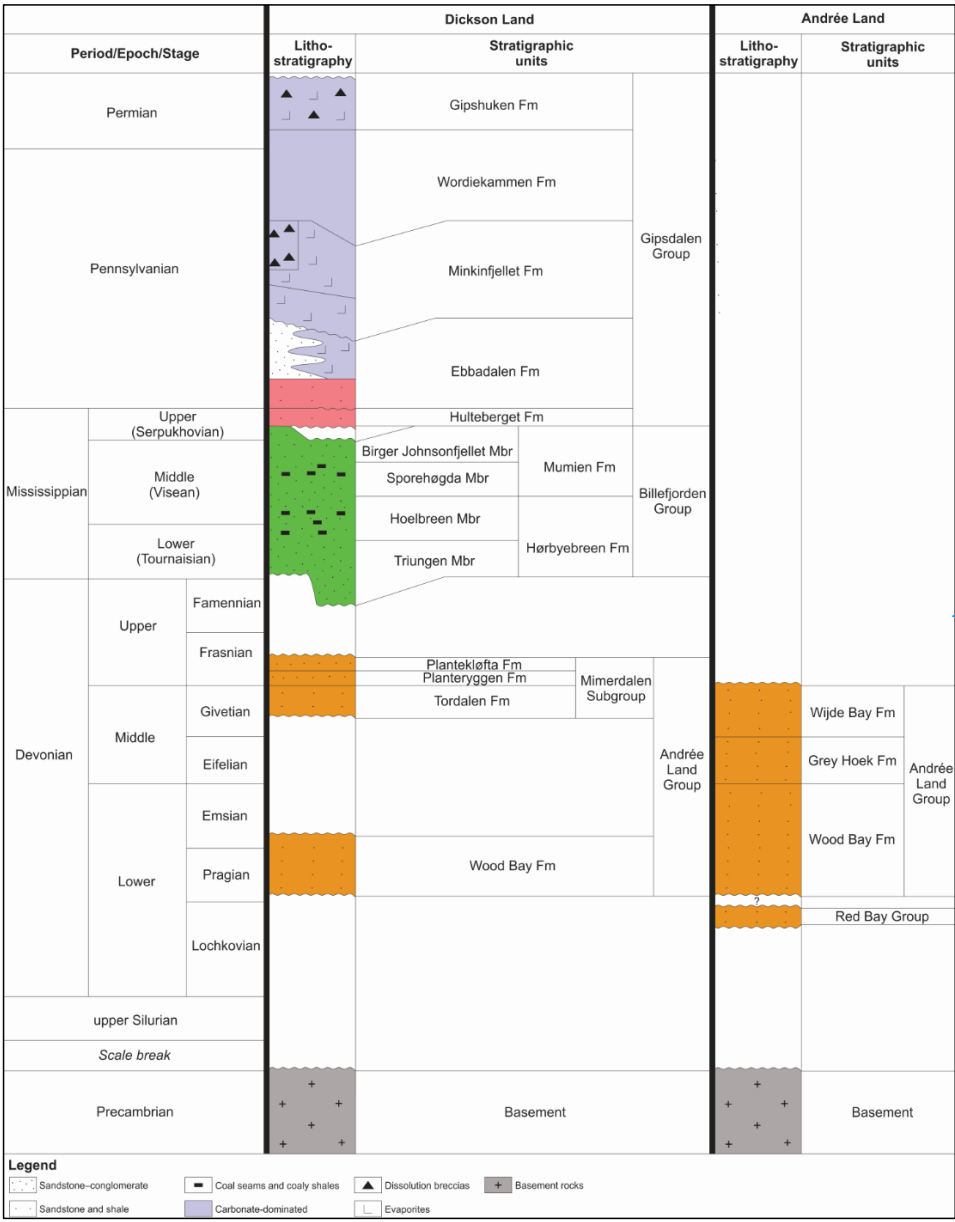 Dickson Land
Andrée Land
Period/Epoch/Stage
Litho-
stratigraphy
Stratigraphic
units
Litho-
stratigraphy
Stratigraphic
units
Permian
Gipshuken Fm
Wordiekammen Fm
Pennsylvanian
Minkinfjellet Fm
Gipsdalen
Group
Ebbadalen Fm
Mississippian
Upper
(Serpukhovian)
Hulteberget Fm
Middle
(Visean)
Birger Johnsonfjellet Mbr
Sporehøgda Mbr
Mumien Fm
Hoelbreen Mbr
Billefjorden
Group
Lower
(Tournaisian)
Triungen Mbr
Hørbyebreen Fm
Devonian
Upper
Famennian
Frasnian
Plantekløfta Fm
Planteryggen Fm
Mimerdalen
Subgroup
Middle
Givetian
Tordalen Fm
Wijde Bay Fm
Eifelian
Andrée
Land
Group
Grey Hoek Fm
Andrée
Land
Group
Lower
Emsian
Wood Bay Fm
Pragian
Wood Bay Fm
?
Red Bay Group
Lochkovian
upper Silurian
Scale break
Precambrian
Basement
Basement
Legend
Sandstone–conglomerate
Coal seams and coaly shales
Dissolution breccias
Basement rocks
Sandstone and shale
Carbonate-dominated
Evaporites